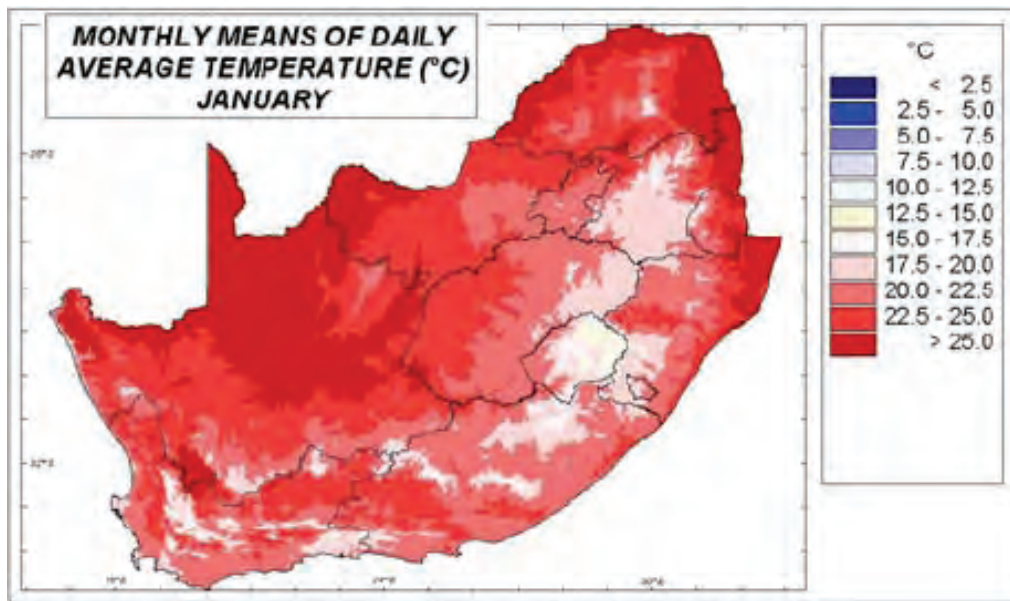 MONTHLY MEANS OF DAILY
AVERAGE TEMPERATURE (°C)
JANUARY
°C
< 2.5
2.5 - 5.0
5.0 - 7.5
7.5 - 10.0
10.0 - 12.5
12.5 - 15.0
15.0 - 17.5
17.5 - 20.0
20.0 - 22.5
22.5 - 25.0
> 25.0